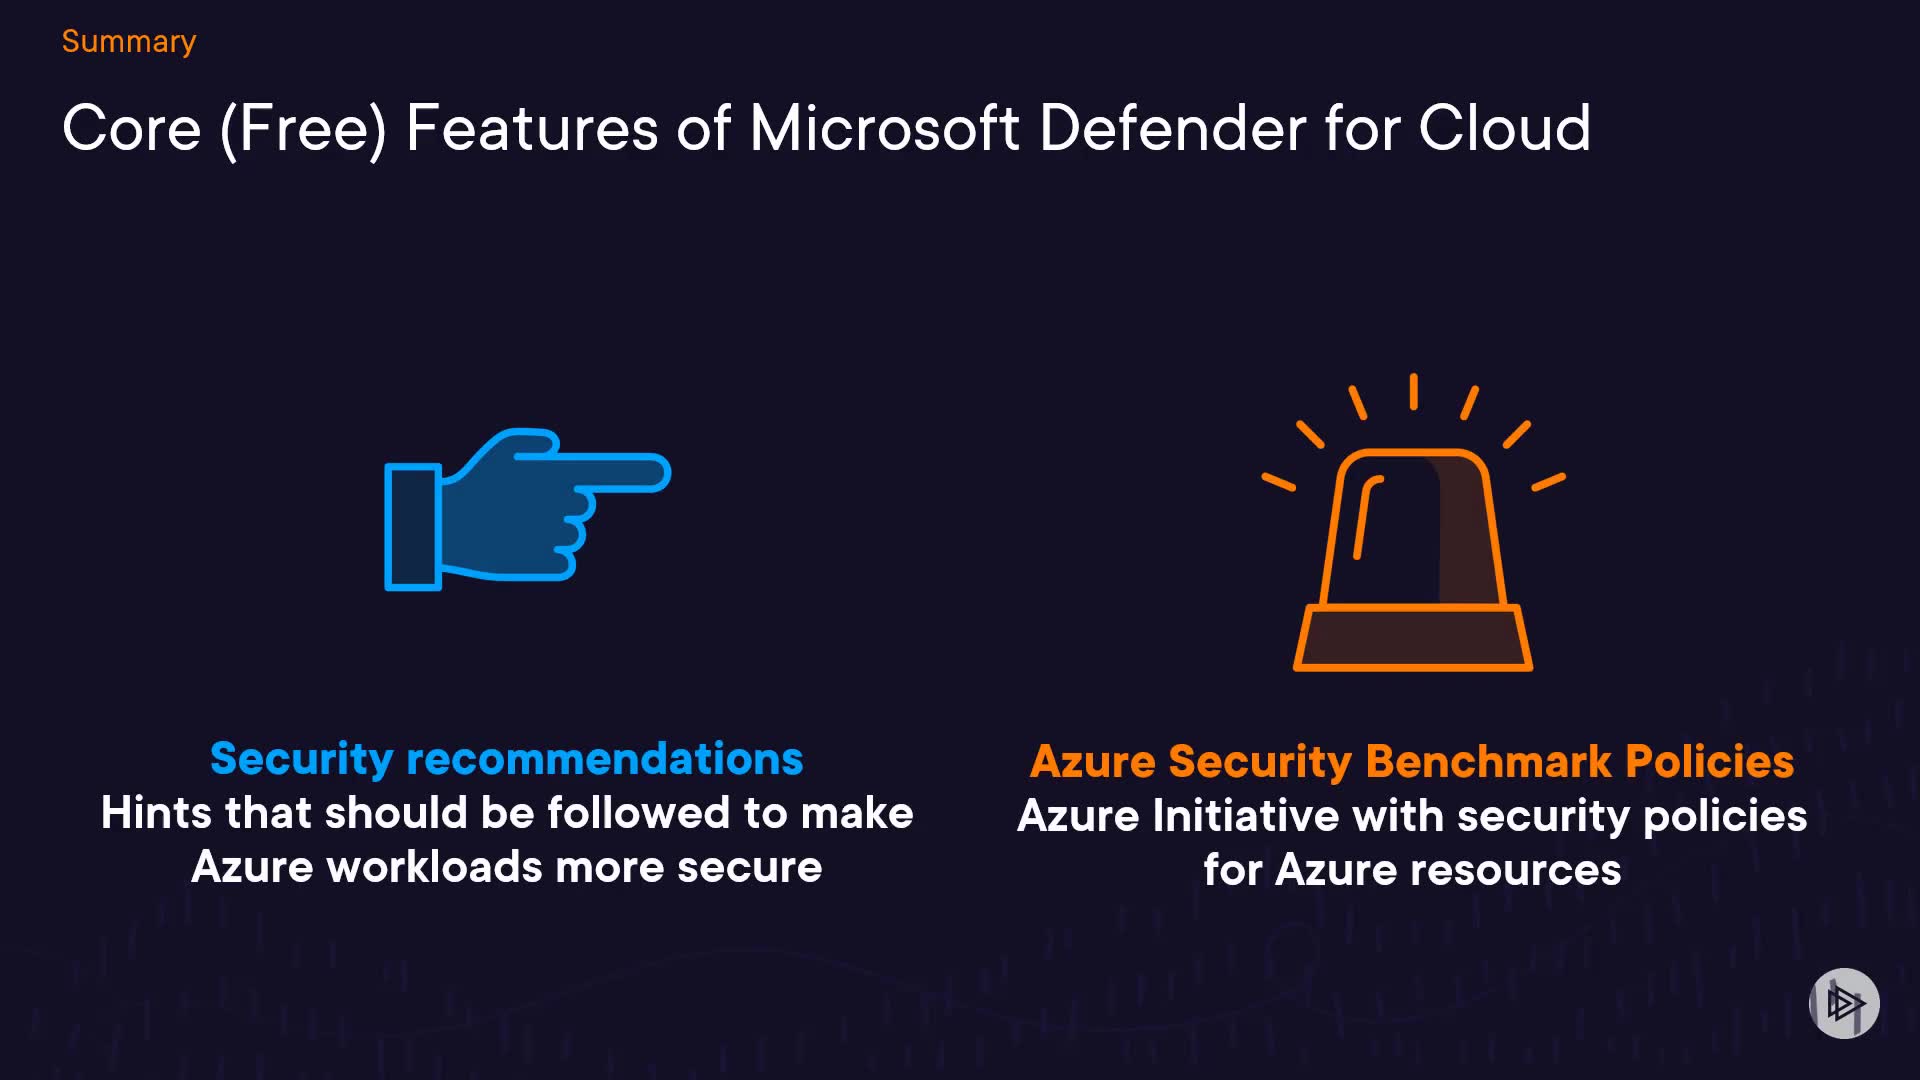 Summary
Core (Free) Features of Microsoft Defender for Cloud
Security recommendations
Hints that should be followed to make
Azure workloads more secure
Azure Security Benchmark Policies
Azure Initiative with security policies
for Azure resources